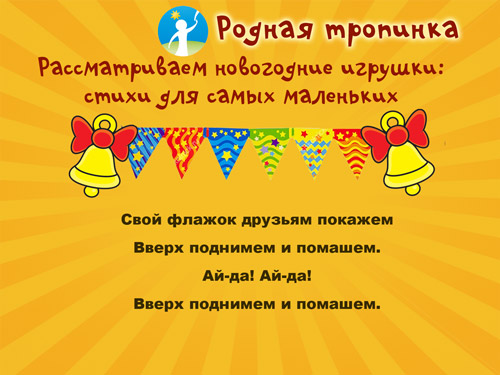 Родная тропинка
Рассматриваем новогодние игрушки:
стихи для самых маленьких
Свой флажок друзьям покажем
Вверх поднимем и помашем.
Ай-да! Ай-да!
Вверх поднимем и помашем.